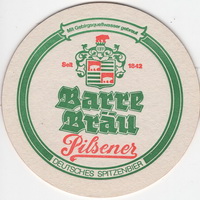 Mit Gebirgsquellwasser gebraut
Seit 1842
Barre
Bräu
Pilsener
DEUTSCHES SPITZENBIER